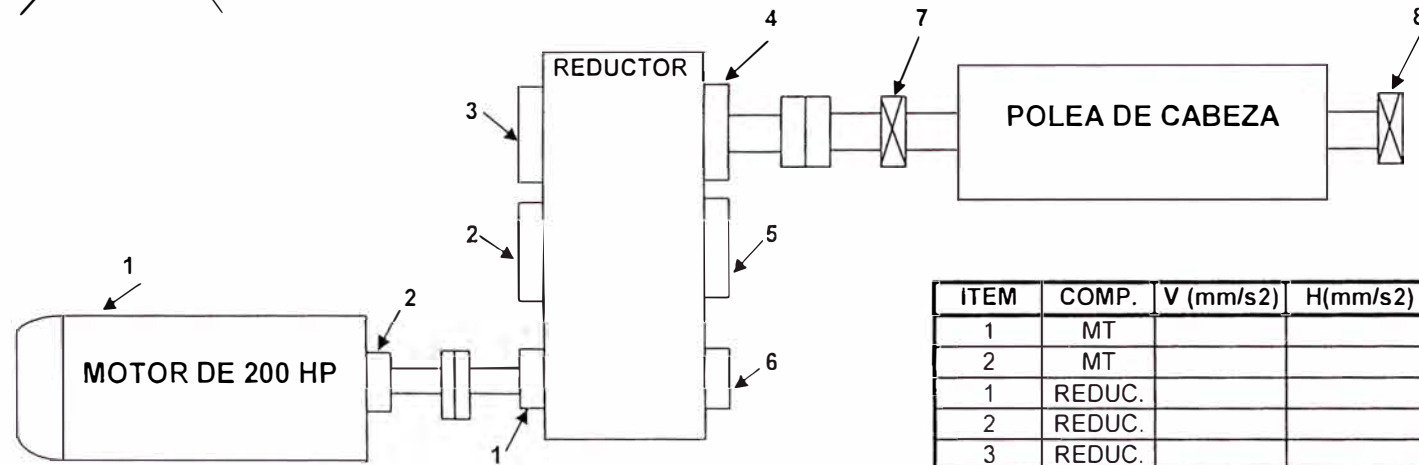 4
7
8
REDUCTOR
3
POLEA DE CABEZA
2
5
1
2
MOTOR DE 200 HP
6
1
ITEM COMP. V (mm/s2) H(mm/s2)
1 MT
2 MT
1 REDUC.
2 REDUC.
3 REDUC.